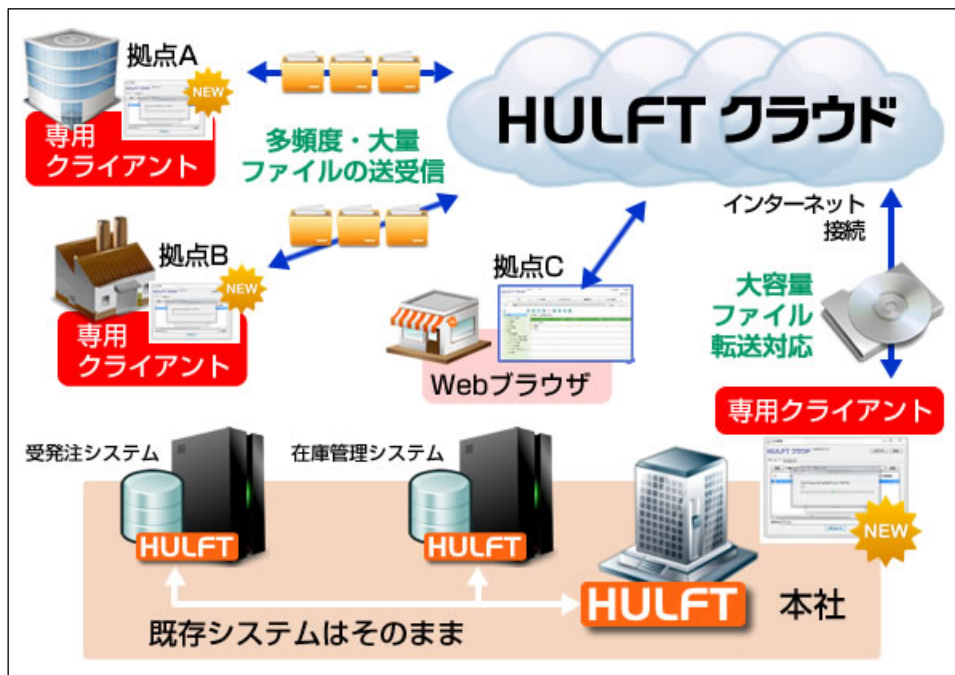 拠点A
NEW
専用
クライアント
多頻度・大量
ファイルの送受信
HULFT クラウド
拠点B
NEW
専用
クライアント
拠点C
Webブラウザ
インターネット
接続
大容量
ファイル
転送対応
専用クライアント
HULFT クラウド
NEW
受発注システム
HULFT
在庫管理システム
HULFT
HULFT
本社
既存システムはそのまま